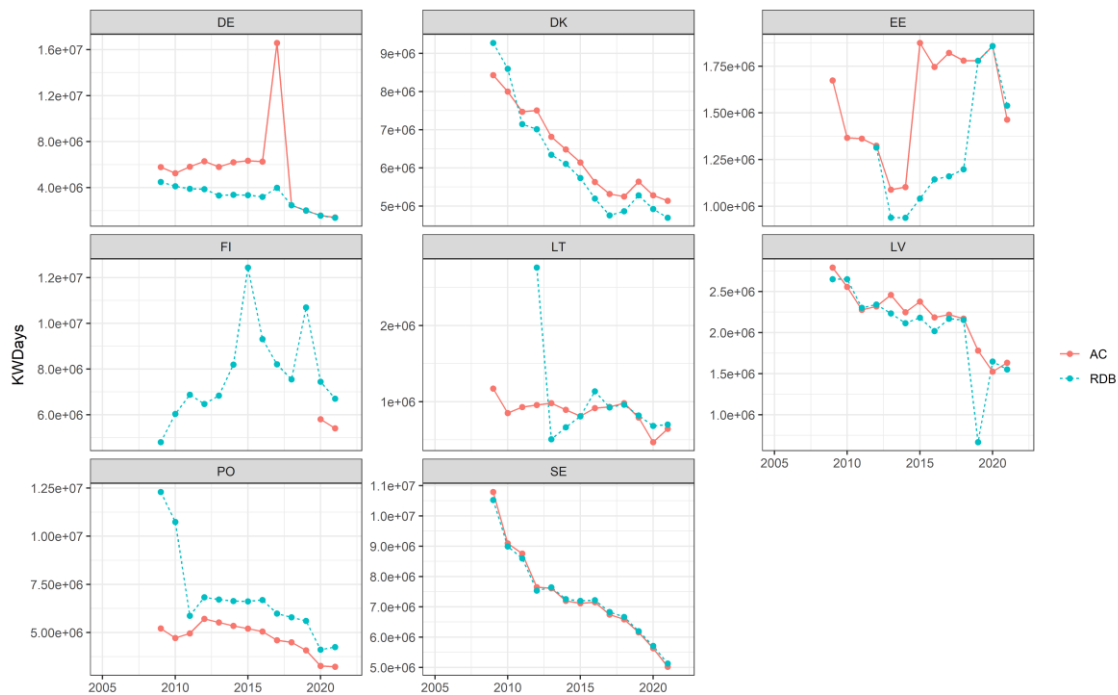 DE
DK
EE
1.6e+07
1.2e+07
8.0e+06
4.0e+06
9e+06
8e+06
7e+06
6e+06
5e+06
1.75e+06
1.50e+06
1.25e+06
1.00e+06
FI
LT
LV
1.2e+07
1.0e+07
8.0e+06
6.0e+06
2e+06
1e+06
2.5e+06
2.0e+06
1.5e+06
1.0e+06
2005 2010 2015 2020
PO
SE
1.25e+07
1.00e+07
7.50e+06
5.00e+06
1.1e+07
1.0e+07
9.0e+06
8.0e+06
7.0e+06
6.0e+06
5.0e+06
2005 2010 2015 2020
2005 2010 2015 2020
KWDays
AC
RDB